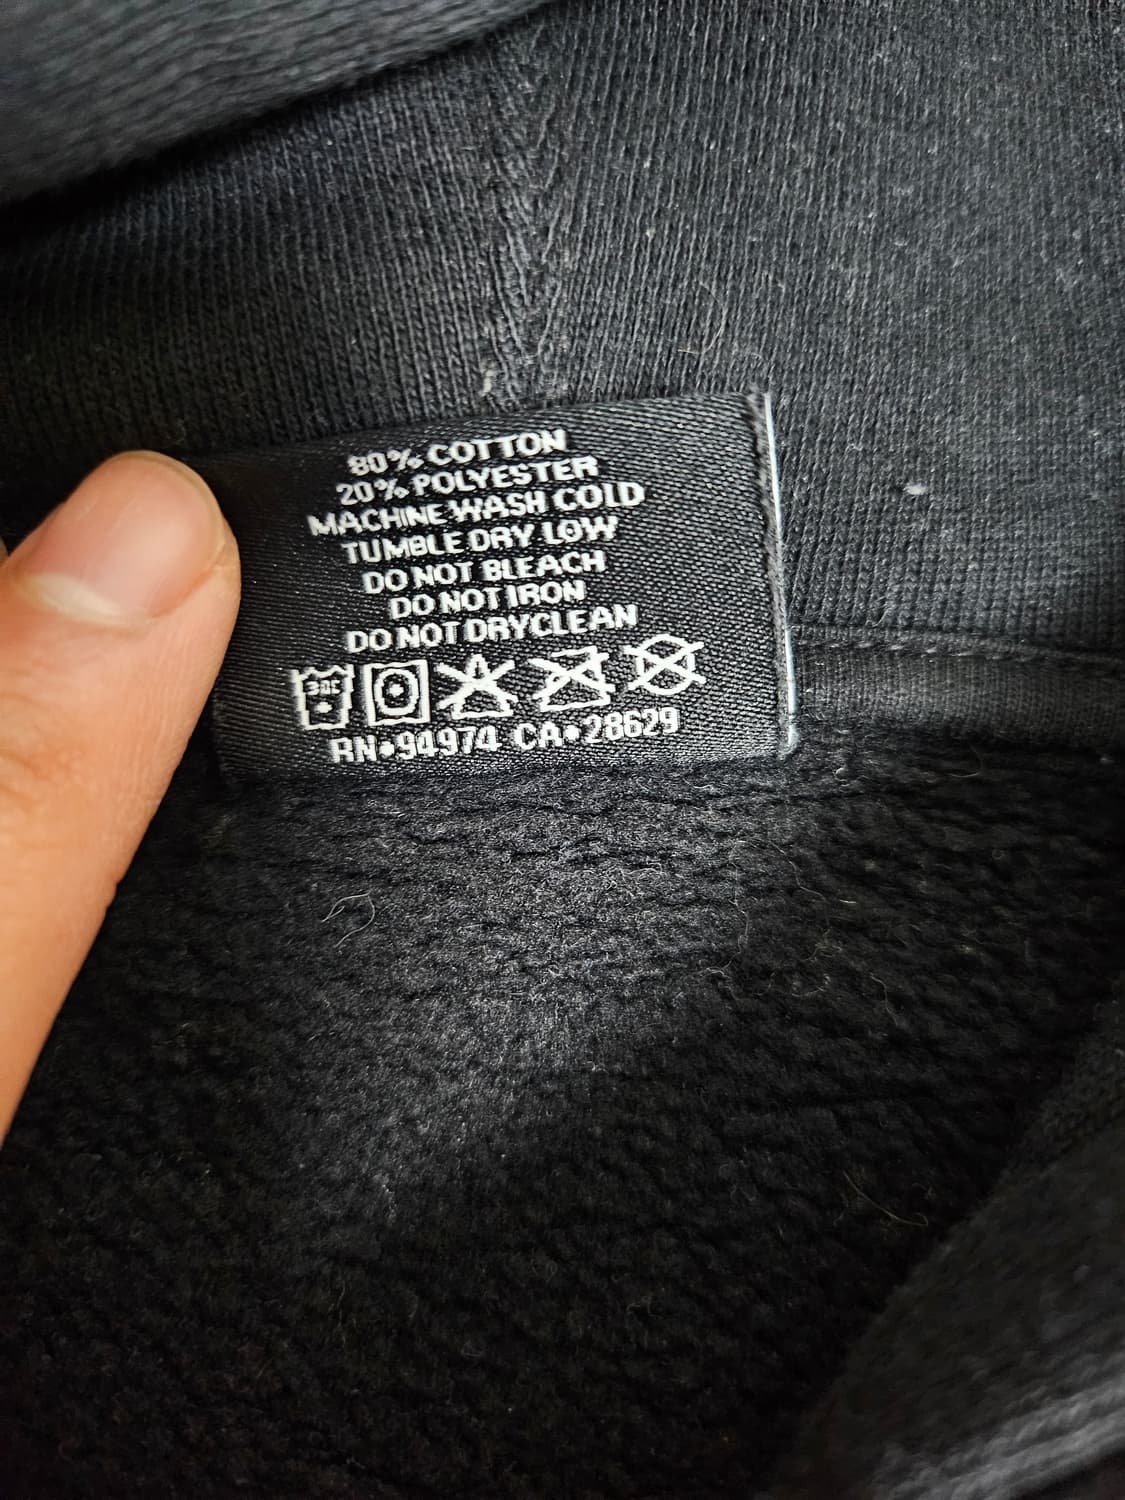 80% COTTON
20% POLYESTER
MACHINE WASH COLD
TUMBLE DRY LOW
DO NOT BLEACH
DO NOT IRON
DO NOT DRYCLEAN
30C
RN•94974 CA•28629